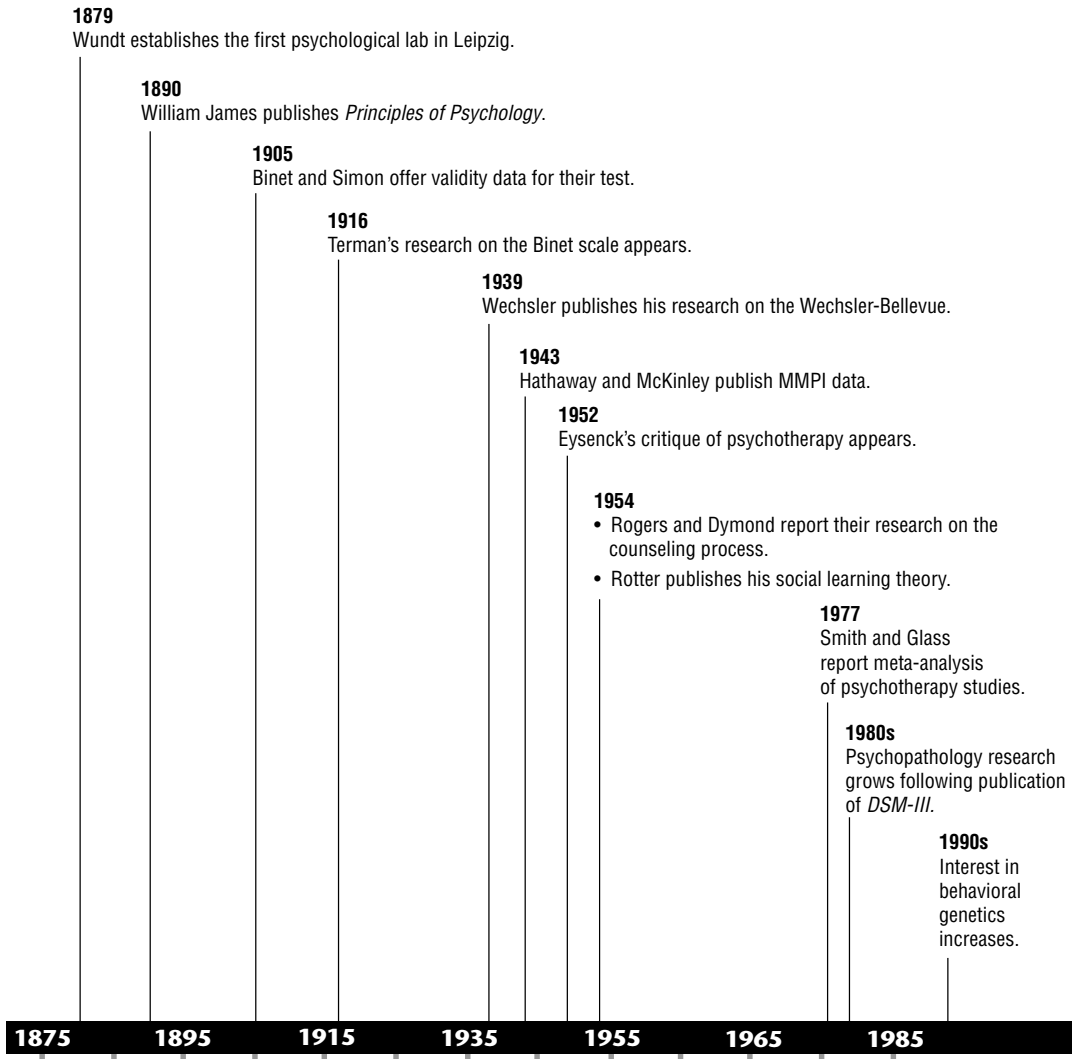 1879
Wundt establishes the first psychological lab in Leipzig.
1890
William James publishes Principles of Psychology.
1905
Binet and Simon offer validity data for their test.
1916
Terman's research on the Binet scale appears.
1939
Wechsler publishes his research on the Wechsler-Bellevue.
1943
Hathaway and McKinley publish MMPI data.
1952
Eysenck's critique of psychotherapy appears.
1954
• Rogers and Dymond report their research on the
counseling process.
• Rotter publishes his social learning theory.
1977
Smith and Glass
report meta-analysis
of psychotherapy studies.
1980s
Psychopathology research
grows following publication
of DSM-III.
1990s
Interest in
behavioral
genetics
increases.
1875 1895 1915 1935 1955 1965 1985